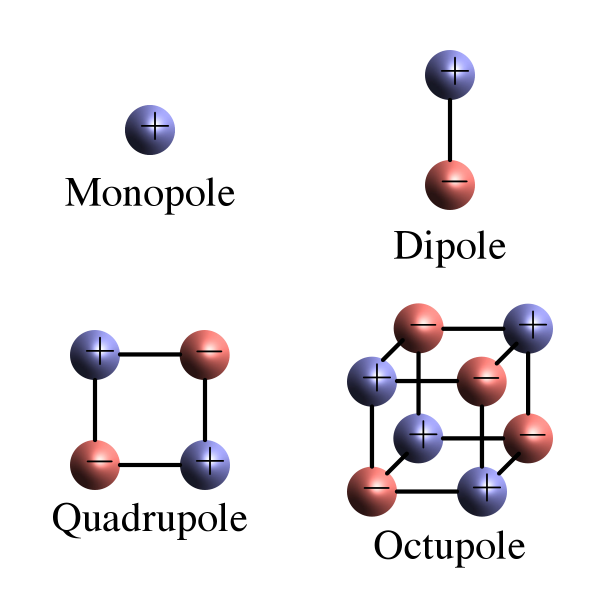 +
+
Monopole
−
Dipole
+ −
− +
Quadrupole
− +
+ −
+ −
− +
Octupole